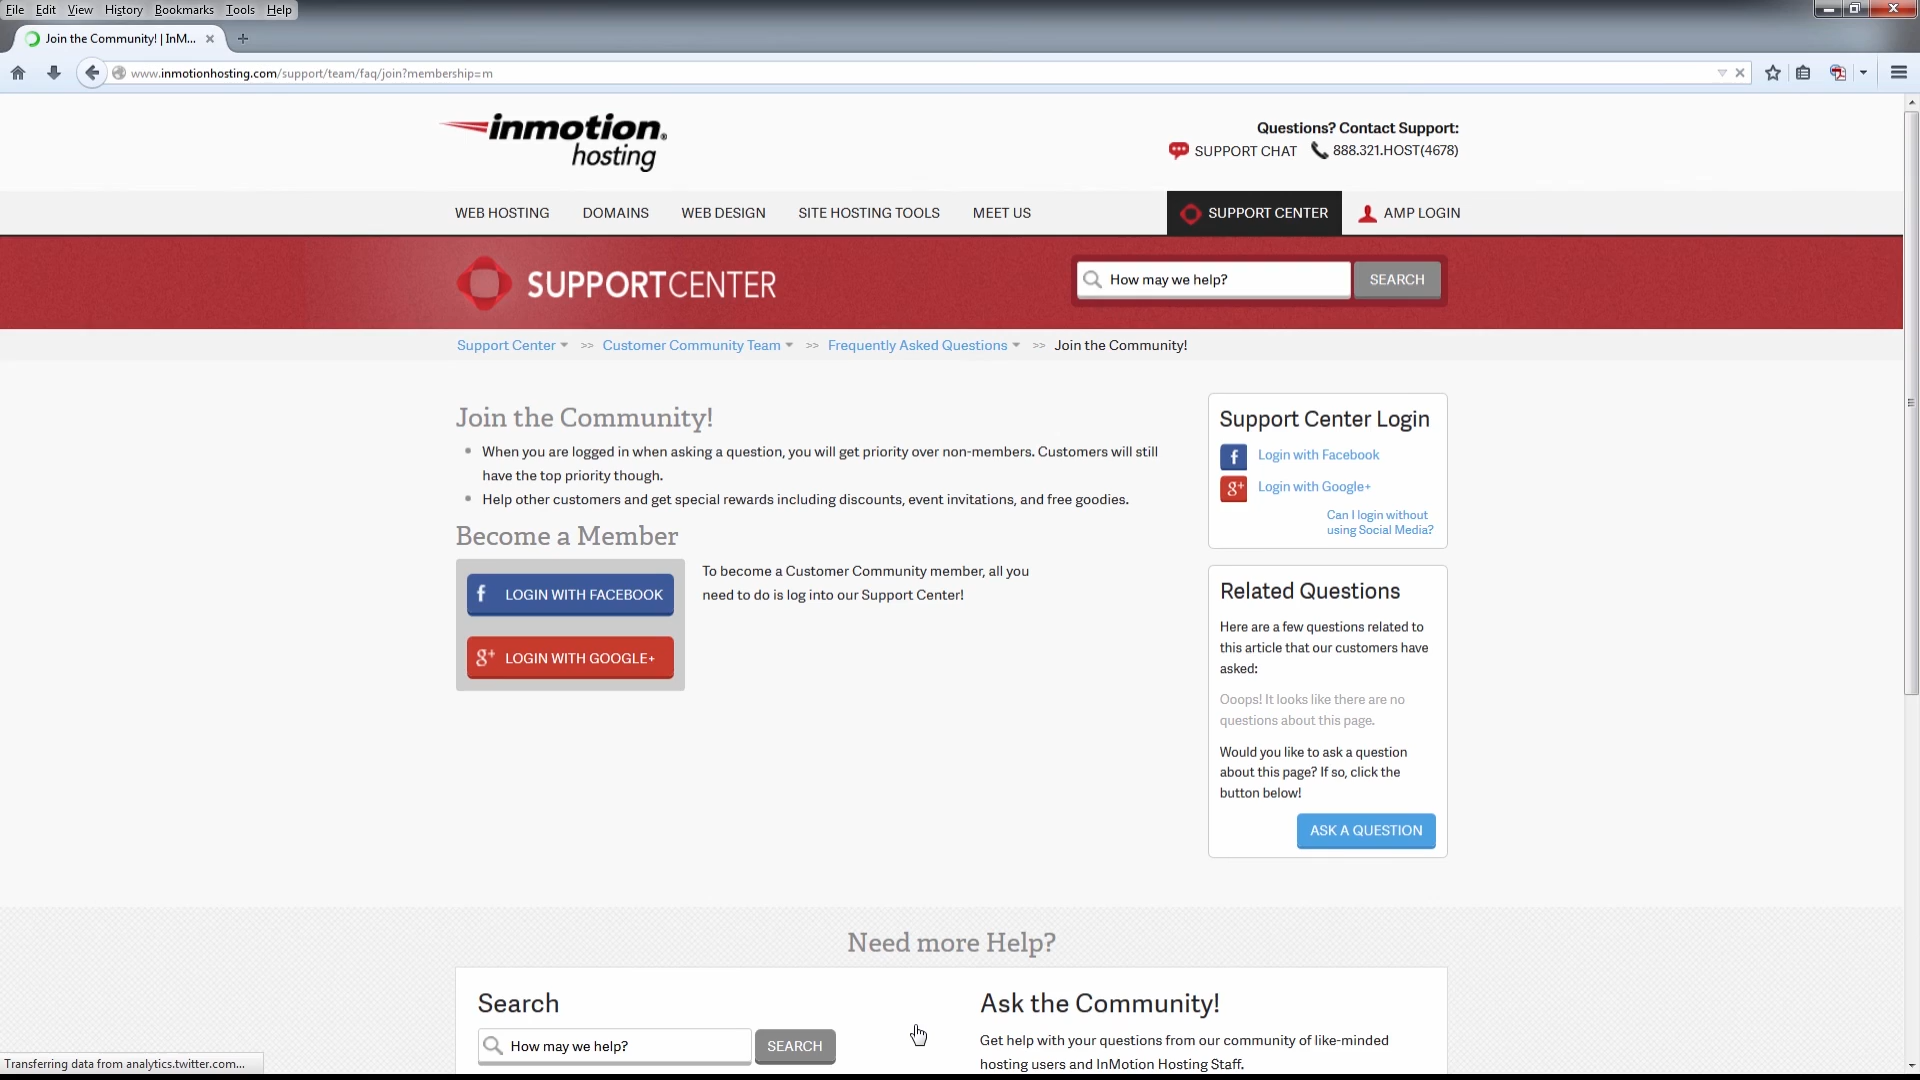 File Edit View History Bookmarks Tools Help
Join the Community! | InM...
www.inmotionhosting.com/support/team/faq/join?membership=m
inmotion®
hosting
Questions? Contact Support:
SUPPORT CHAT 888.321.HOST(4678)
WEB HOSTING DOMAINS WEB DESIGN SITE HOSTING TOOLS MEET US SUPPORT CENTER AMP LOGIN
SUPPORTCENTER
How may we help? SEARCH
Support Center >> Customer Community Team >> Frequently Asked Questions >> Join the Community!
Join the Community!
When you are logged in when asking a question, you will get priority over non-members. Customers will still
have the top priority though.
Help other customers and get special rewards including discounts, event invitations, and free goodies.
Become a Member
f LOGIN WITH FACEBOOK
g+ LOGIN WITH GOOGLE+
To become a Customer Community member, all you
need to do is log into our Support Center!
Support Center Login
f Login with Facebook
g+ Login with Google+
Can I login without
using Social Media?
Related Questions
Here are a few questions related to
this article that our customers have
asked:
Ooops! It looks like there are no
questions about this page.
Would you like to ask a question
about this page? If so, click the
button below!
ASK A QUESTION
Need more Help?
Search
How may we help? SEARCH
Ask the Community!
Get help with your questions from our community of like-minded
hosting users and InMotion Hosting Staff.
Transferring data from analytics.twitter.com...